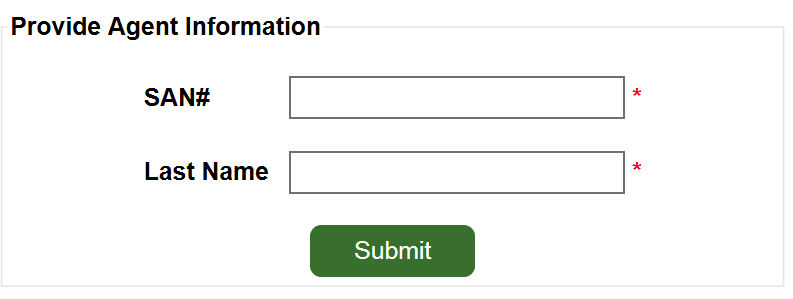 Provide Agent Information
SAN# *
Last Name *
Submit